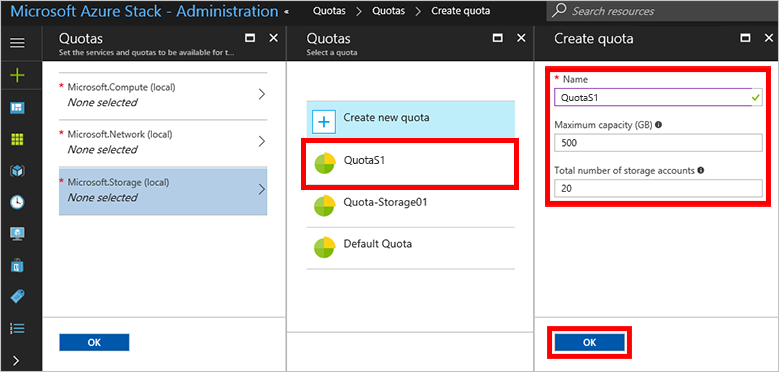 Microsoft Azure Stack - Administration
Quotas > Quotas > Create quota
Search resources
Quotas
Set the services and quotas to be available for t...
* Microsoft.Compute (local)
None selected
* Microsoft.Network (local)
None selected
* Microsoft.Storage (local)
None selected
OK
Quotas
Select a quota
Create new quota
QuotaS1
Quota-Storage01
Default Quota
Create quota
* Name
QuotaS1
Maximum capacity (GB)
500
Total number of storage accounts
20
OK